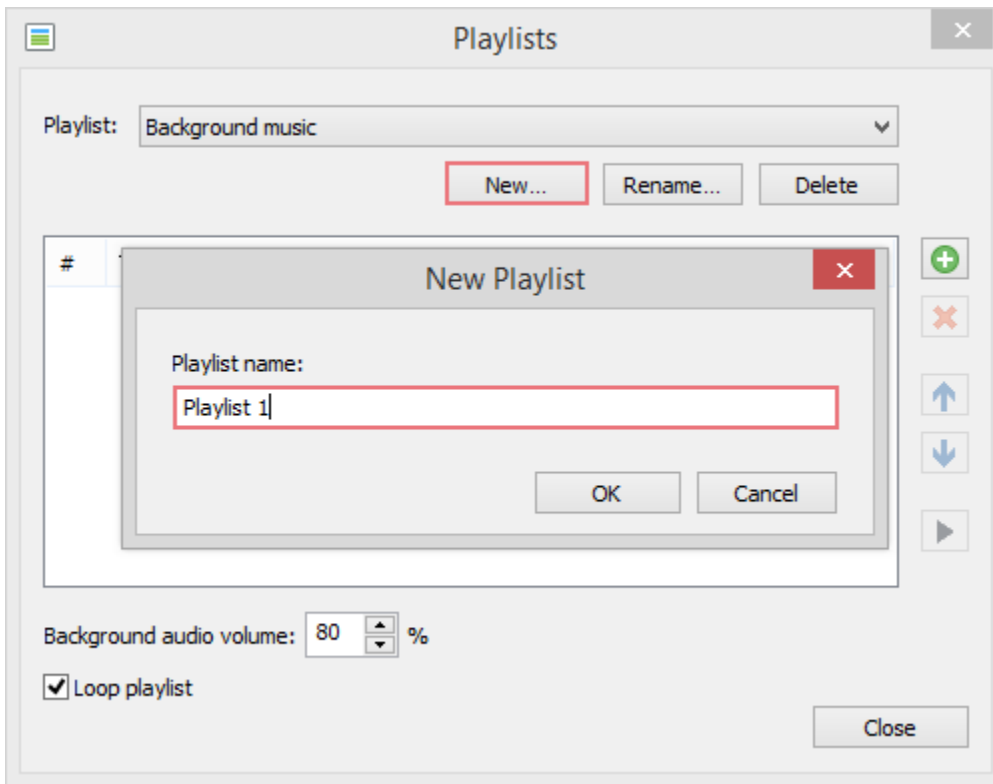 Playlists
Playlist: Background music
New... Rename... Delete
#
New Playlist
Playlist name:
Playlist 1
OK Cancel
Background audio volume: 80 %
Loop playlist
Close